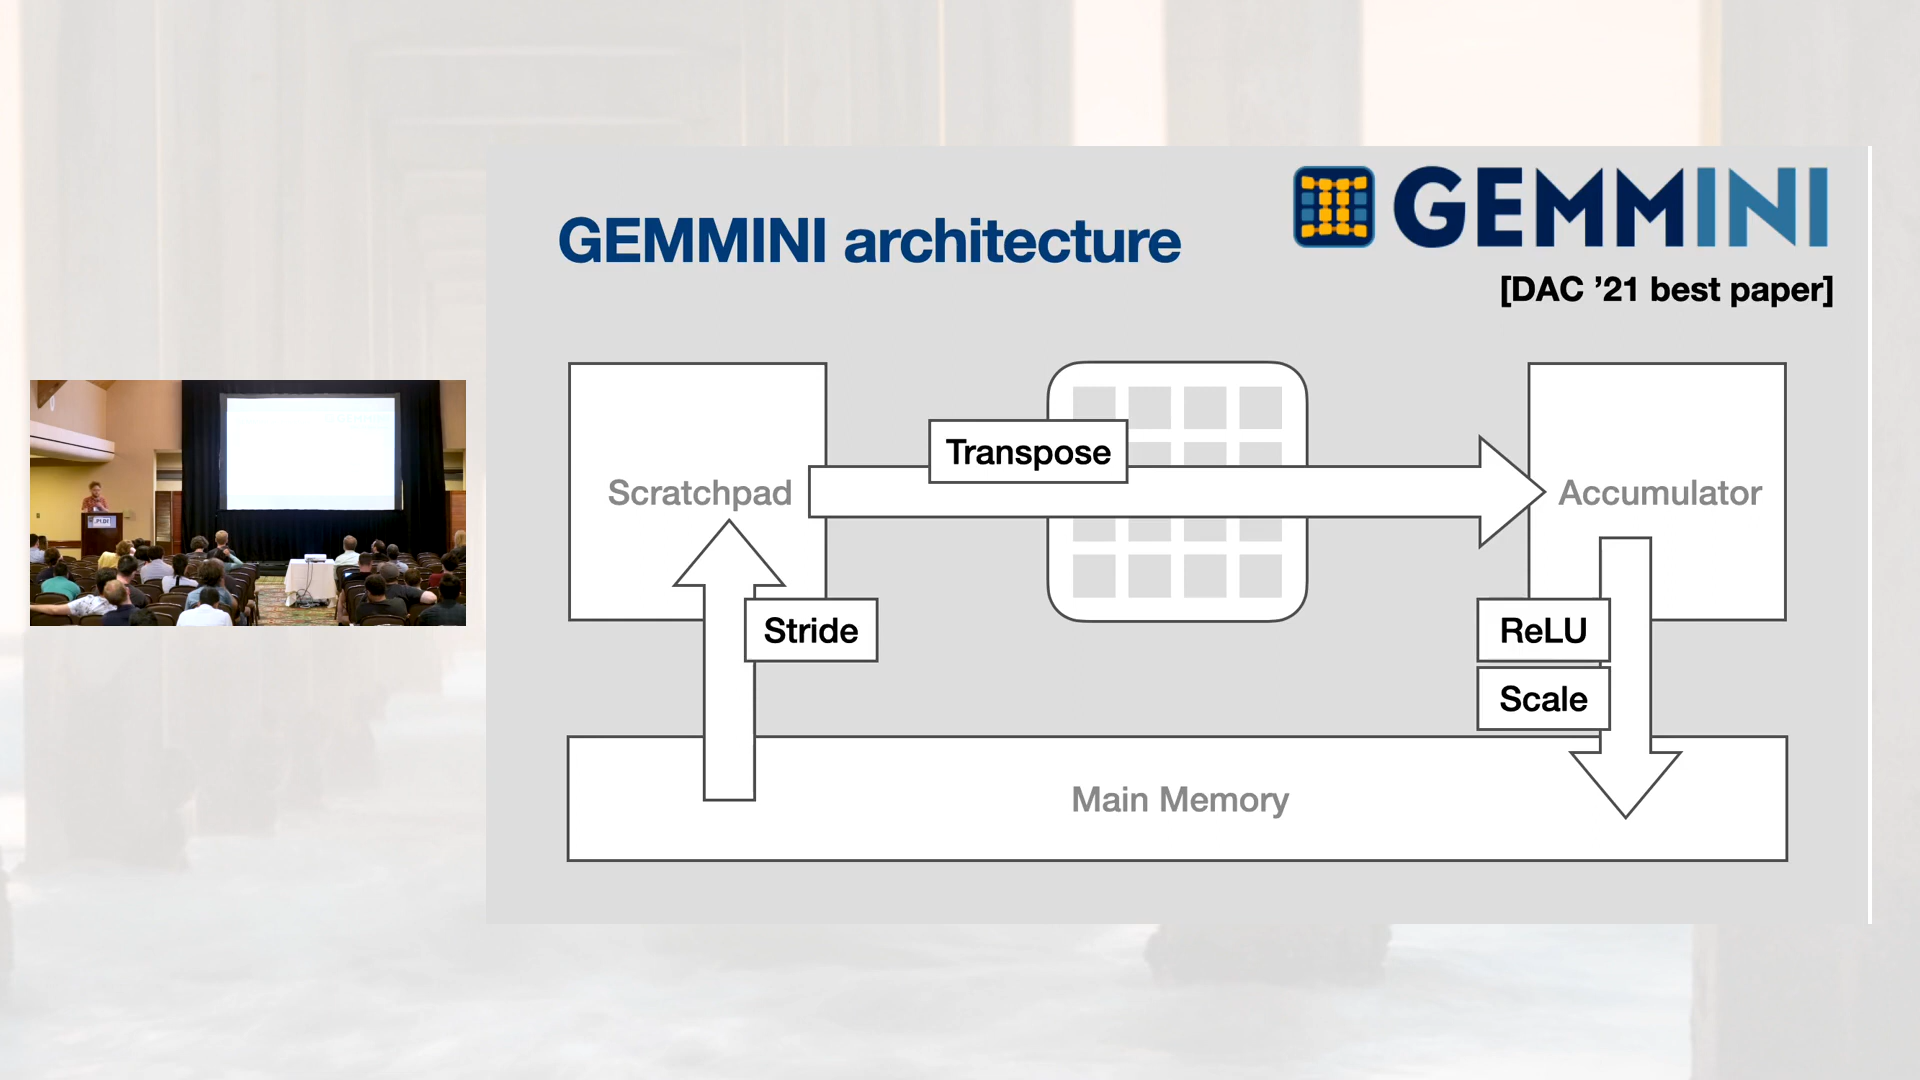 GEMMINI architecture
GEMMINI
[DAC ’21 best paper]
Transpose
Scratchpad
Accumulator
Stride
ReLU
Scale
Main Memory